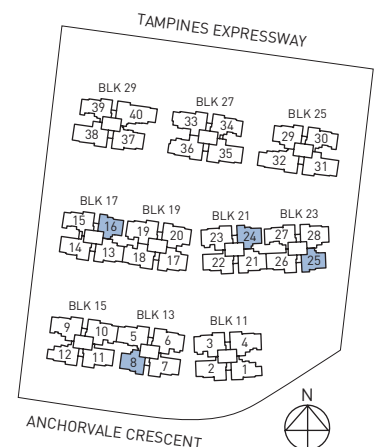 TAMPINES EXPRESSWAY
BLK 29
39 40
38 37
BLK 27
33 34
36 35
BLK 25
29 30
32 31
BLK 17
15 16
14 13
BLK 19
19 20
18 17
BLK 21
23 24
22 21
BLK 23
27 28
26 25
BLK 15
9 10
12 11
BLK 13
5 6
8 7
BLK 11
3 4
2 1
N
ANCHORVALE CRESCENT